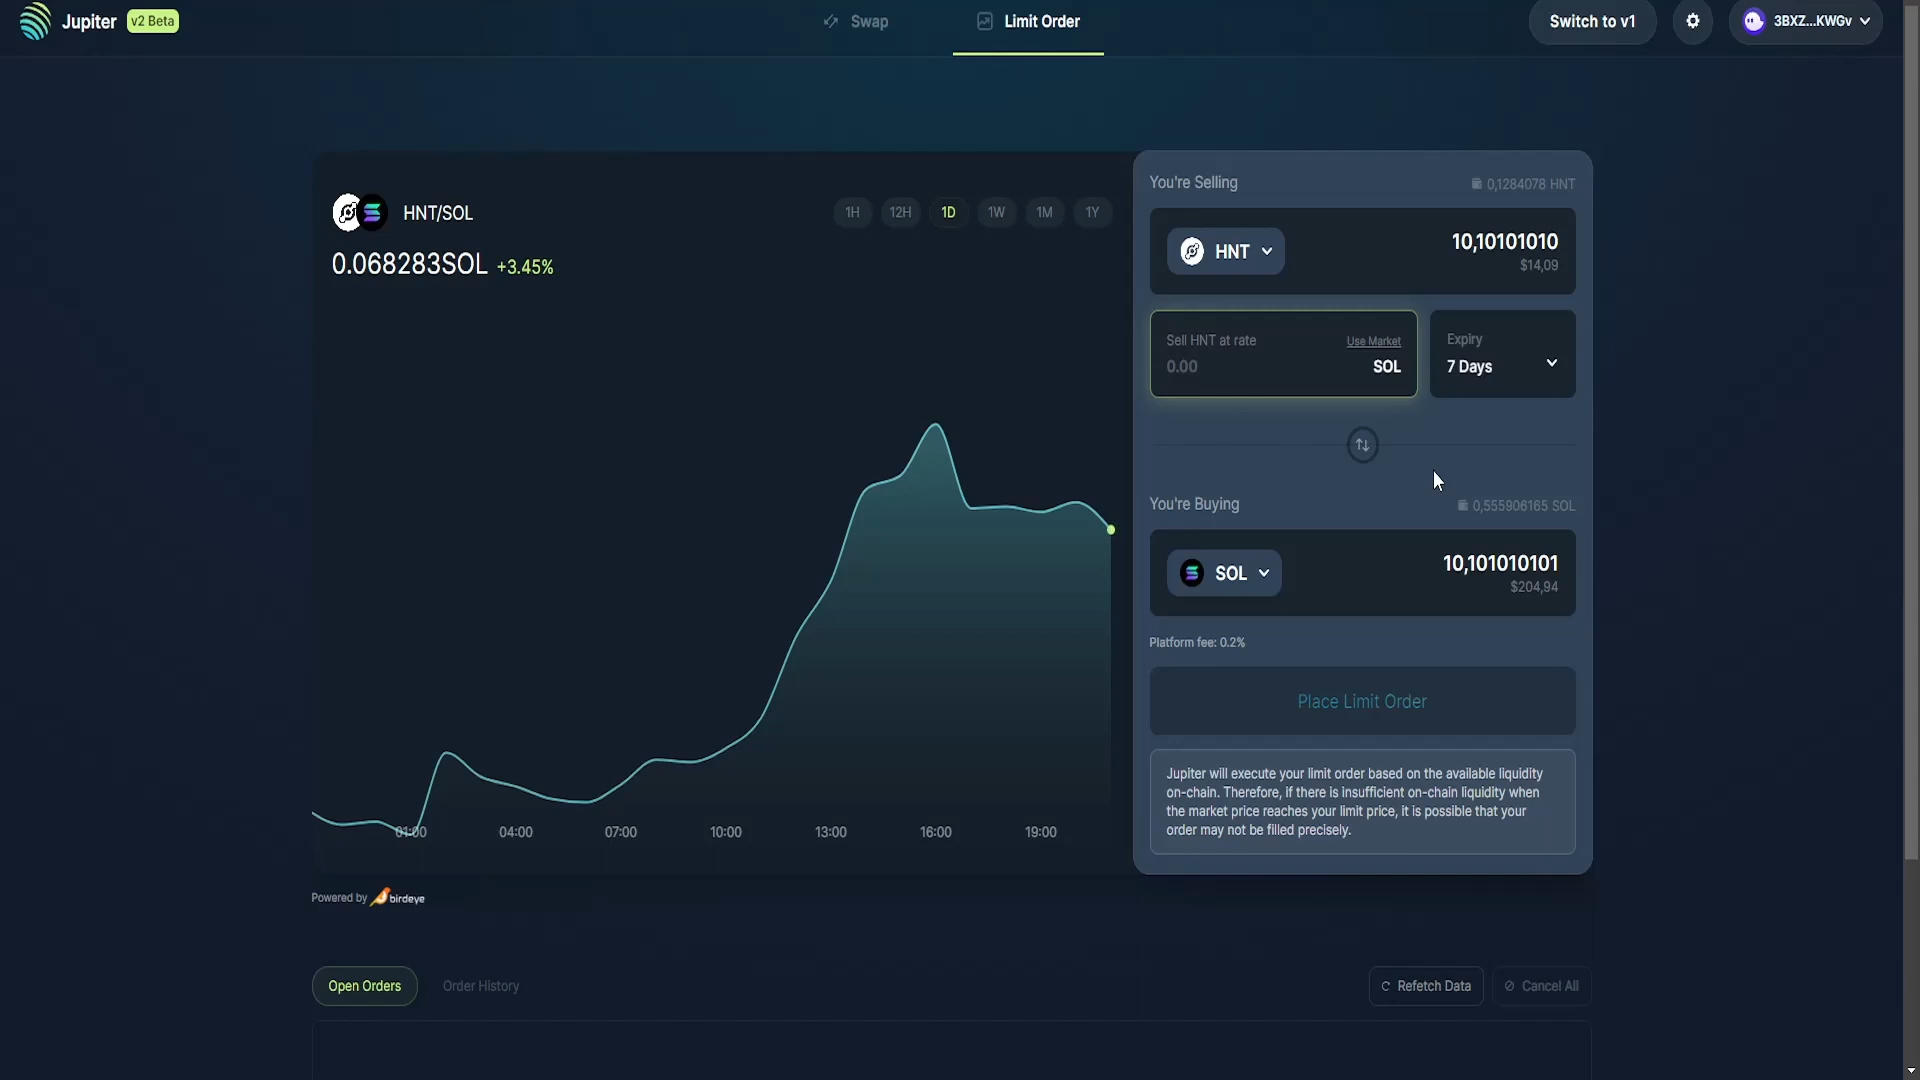 Jupiter v2 Beta
Swap
Limit Order
Switch to v1
3BXZ...KWGv
HNT/SOL
1H 12H 1D 1W 1M 1Y
0.068283SOL +3.45%
You're Selling
0,1284078 HNT
HNT
10,10101010
$14,09
Sell HNT at rate
Use Market
0.00
SOL
Expiry
7 Days
You're Buying
0,555906165 SOL
SOL
10,101010101
$204,94
Platform fee: 0.2%
Place Limit Order
Jupiter will execute your limit order based on the available liquidity
on-chain. Therefore, if there is insufficient on-chain liquidity when
the market price reaches your limit price, it is possible that your
order may not be filled precisely.
01:00 04:00 07:00 10:00 13:00 16:00 19:00
Powered by birdeye
Open Orders
Order History
Refetch Data
Cancel All